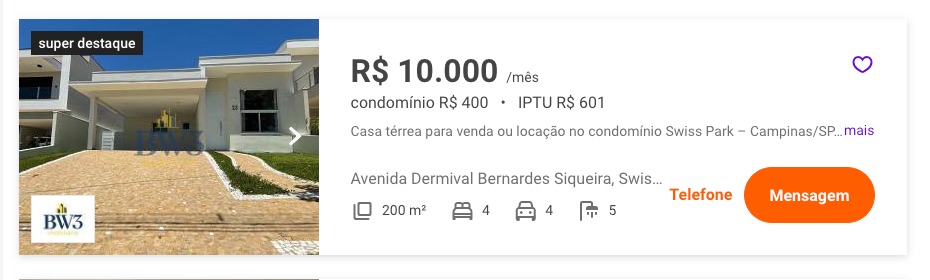 super destaque
R$ 10.000 /mês
condomínio R$ 400 • IPTU R$ 601
Casa térrea para venda ou locação no condomínio Swiss Park – Campinas/SP... mais
BW3
Avenida Dermival Bernardes Siqueira, Swis...
Telefone
Mensagem
200 m² 4 4 5
BW3